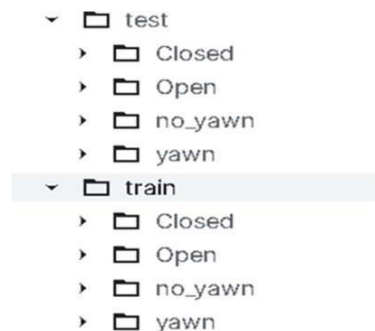 test
Closed
Open
no_yawn
yawn
train
Closed
Open
no_yawn
yawn